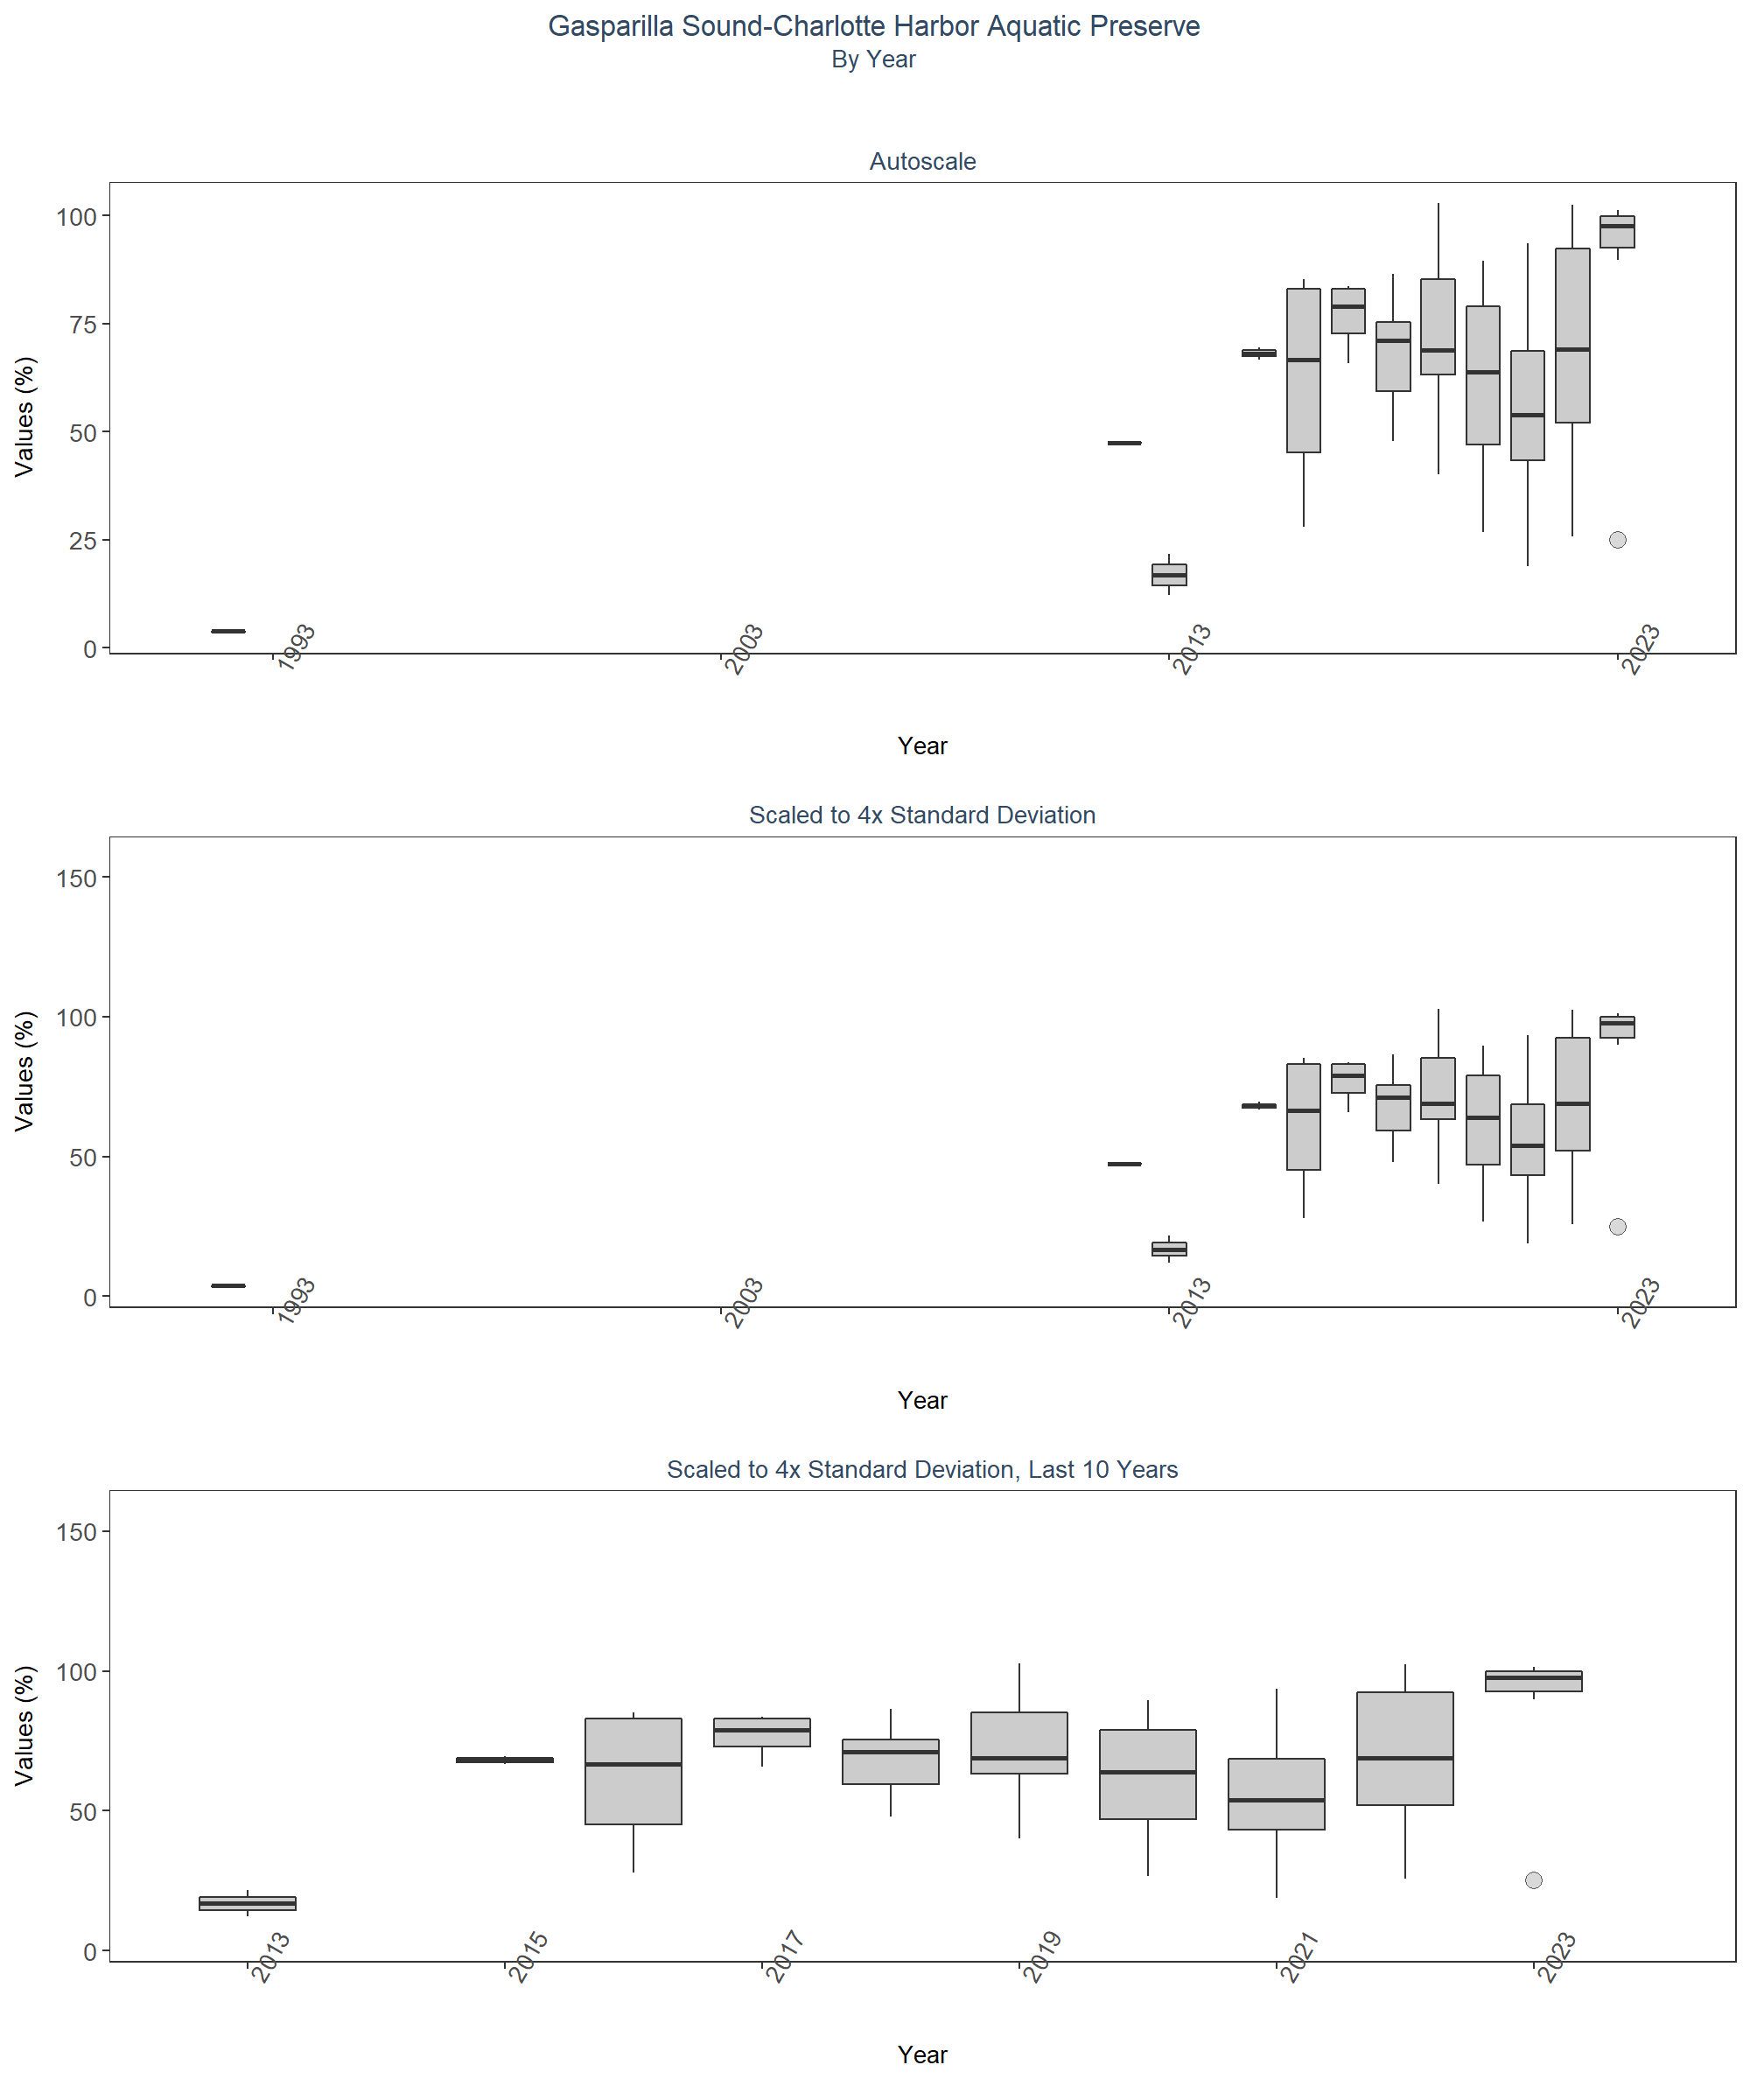 Gasparilla Sound-Charlotte Harbor Aquatic Preserve
By Year
Autoscale
Values (%)
100
75
50
25
0
1993
2003
2013
2023
Year
Scaled to 4x Standard Deviation
Values (%)
150
100
50
0
1993
2003
2013
2023
Year
Scaled to 4x Standard Deviation, Last 10 Years
Values (%)
150
100
50
0
2013
2015
2017
2019
2021
2023
Year